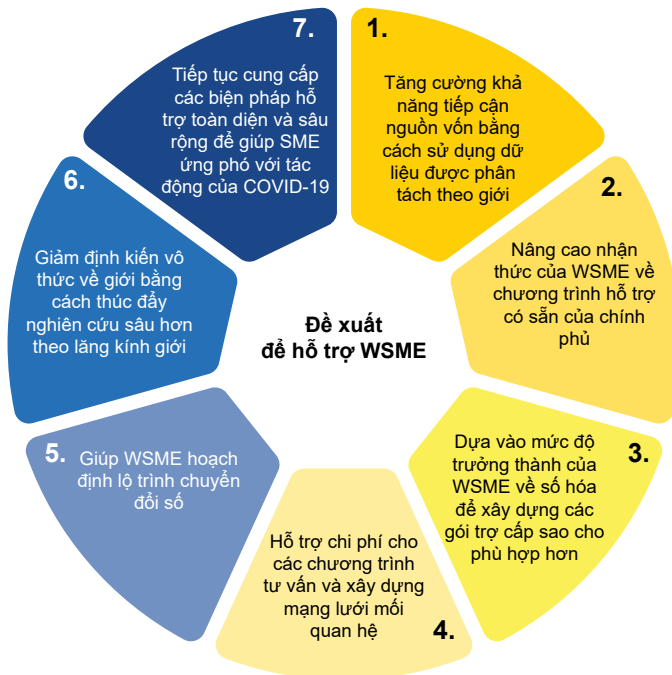 Đề xuất
để hỗ trợ WSME
1.
Tăng cường khả
năng tiếp cận
nguồn vốn bằng
cách sử dụng dữ
liệu được phân
tách theo giới
2.
Nâng cao nhận
thức của WSME về
chương trình hỗ trợ
có sẵn của chính
phủ
3.
Dựa vào mức độ
trưởng thành của
WSME về số hóa
để xây dựng các
gói trợ cấp sao cho
phù hợp hơn
4.
Hỗ trợ chi phí cho
các chương trình
tư vấn và xây dựng
mạng lưới mối
quan hệ
5.
Giúp WSME hoạch
định lộ trình chuyển
đổi số
6.
Giảm định kiến vô
thức về giới bằng
cách thúc đẩy
nghiên cứu sâu hơn
theo lăng kính giới
7.
Tiếp tục cung cấp
các biện pháp hỗ
trợ toàn diện và sâu
rộng để giúp SME
ứng phó với tác
động của COVID-19